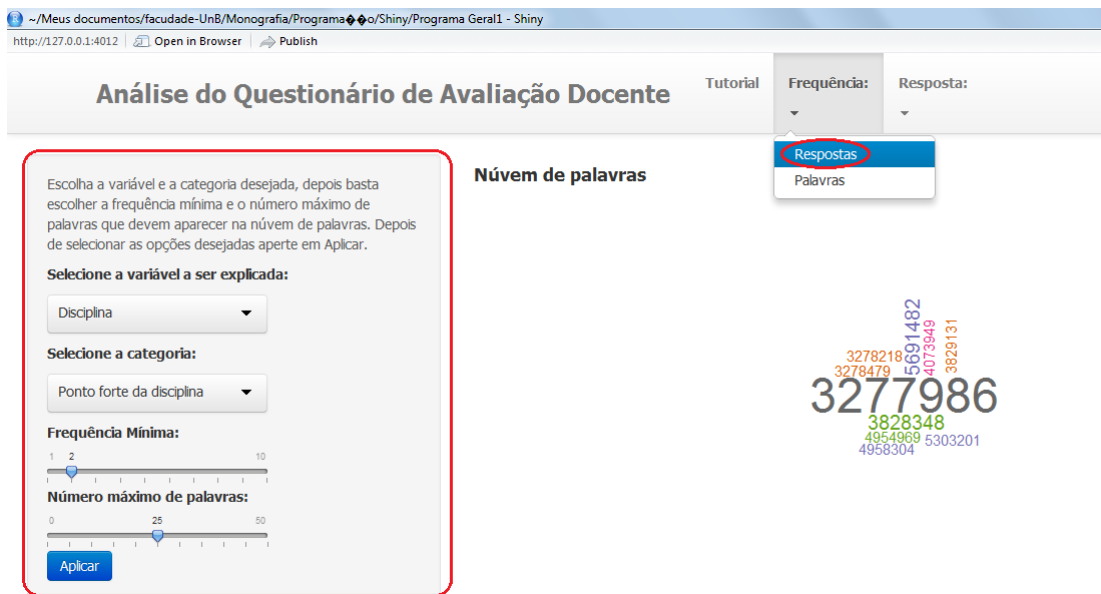 ~/Meus documentos/facudade-UnB/Monografia/Programa��o/Shiny/Programa Geral1 - Shiny
http://127.0.0.1:4012 Open in Browser Publish
Análise do Questionário de Avaliação Docente
Tutorial
Frequência:
Resposta:
Respostas
Palavras
Escolha a variável e a categoria desejada, depois basta
escolher a frequência mínima e o número máximo de
palavras que devem aparecer na núvem de palavras. Depois
de selecionar as opções desejadas aperte em Aplicar.
Selecione a variável a ser explicada:
Disciplina
Selecione a categoria:
Ponto forte da disciplina
Frequência Mínima:
1 2 10
Número máximo de palavras:
0 25 50
Aplicar
Núvem de palavras
5691482
4073949
3829131
3278218
3278479
3277986
3828348
4954969
5303201
4958304